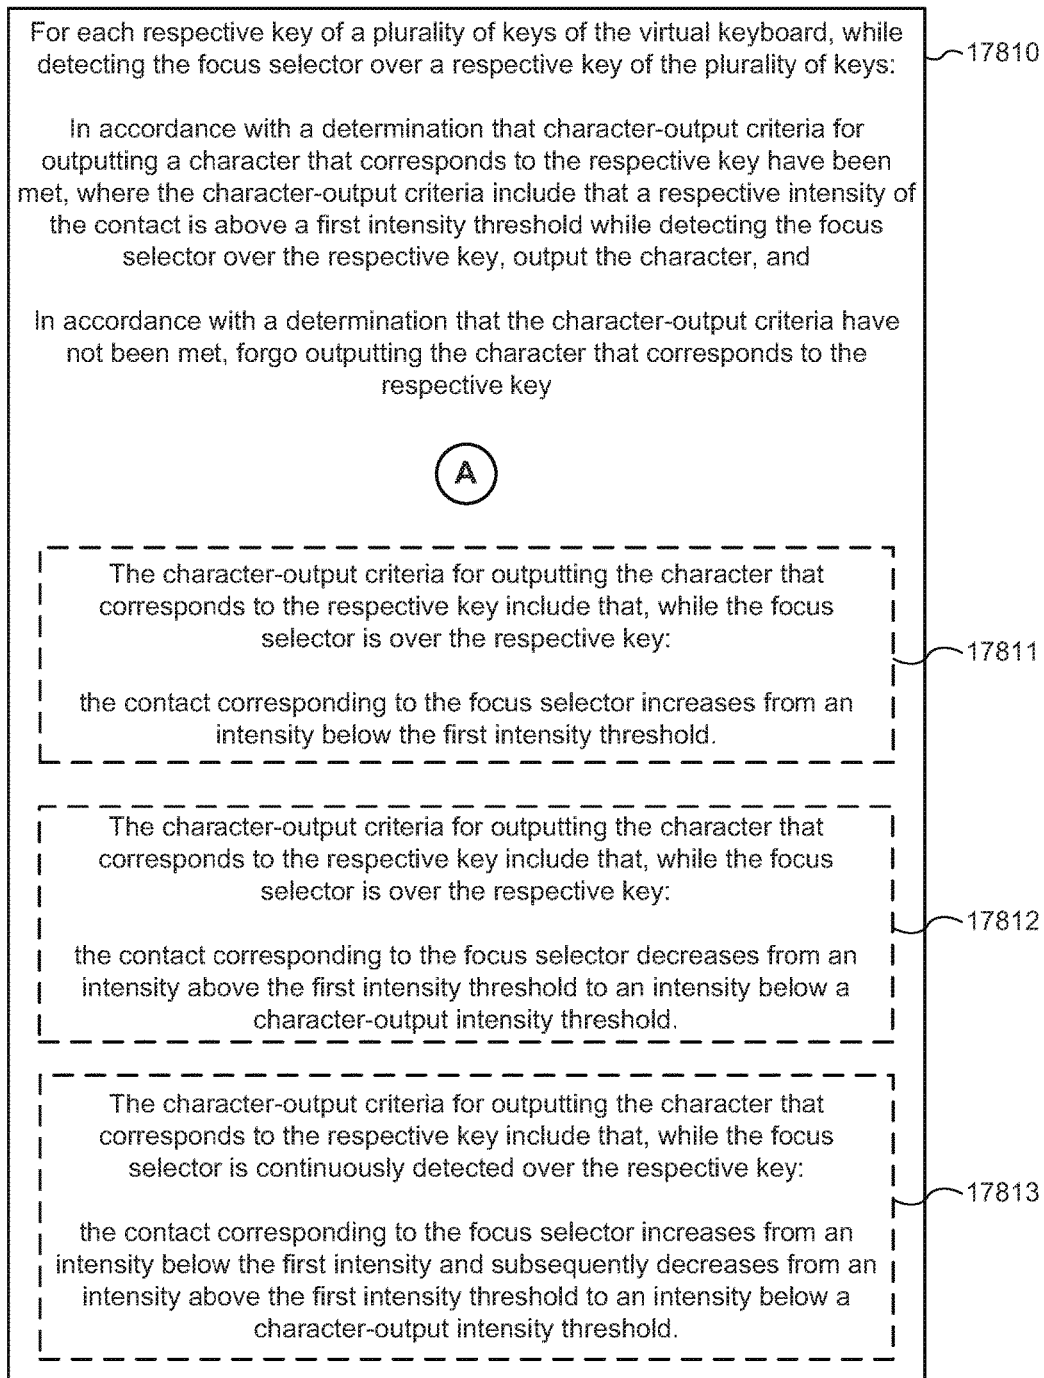 For each respective key of a plurality of keys of the virtual keyboard, while
detecting the focus selector over a respective key of the plurality of keys:
17810
In accordance with a determination that character-output criteria for
outputting a character that corresponds to the respective key have been
met, where the character-output criteria include that a respective intensity of
the contact is above a first intensity threshold while detecting the focus
selector over the respective key, output the character, and
In accordance with a determination that the character-output criteria have
not been met, forgo outputting the character that corresponds to the
respective key
A
The character-output criteria for outputting the character that
corresponds to the respective key include that, while the focus
selector is over the respective key:
17811
the contact corresponding to the focus selector increases from an
intensity below the first intensity threshold.
The character-output criteria for outputting the character that
corresponds to the respective key include that, while the focus
selector is over the respective key:
17812
the contact corresponding to the focus selector decreases from an
intensity above the first intensity threshold to an intensity below a
character-output intensity threshold.
The character-output criteria for outputting the character that
corresponds to the respective key include that, while the focus
selector is continuously detected over the respective key:
17813
the contact corresponding to the focus selector increases from an
intensity below the first intensity and subsequently decreases from an
intensity above the first intensity threshold to an intensity below a
character-output intensity threshold.